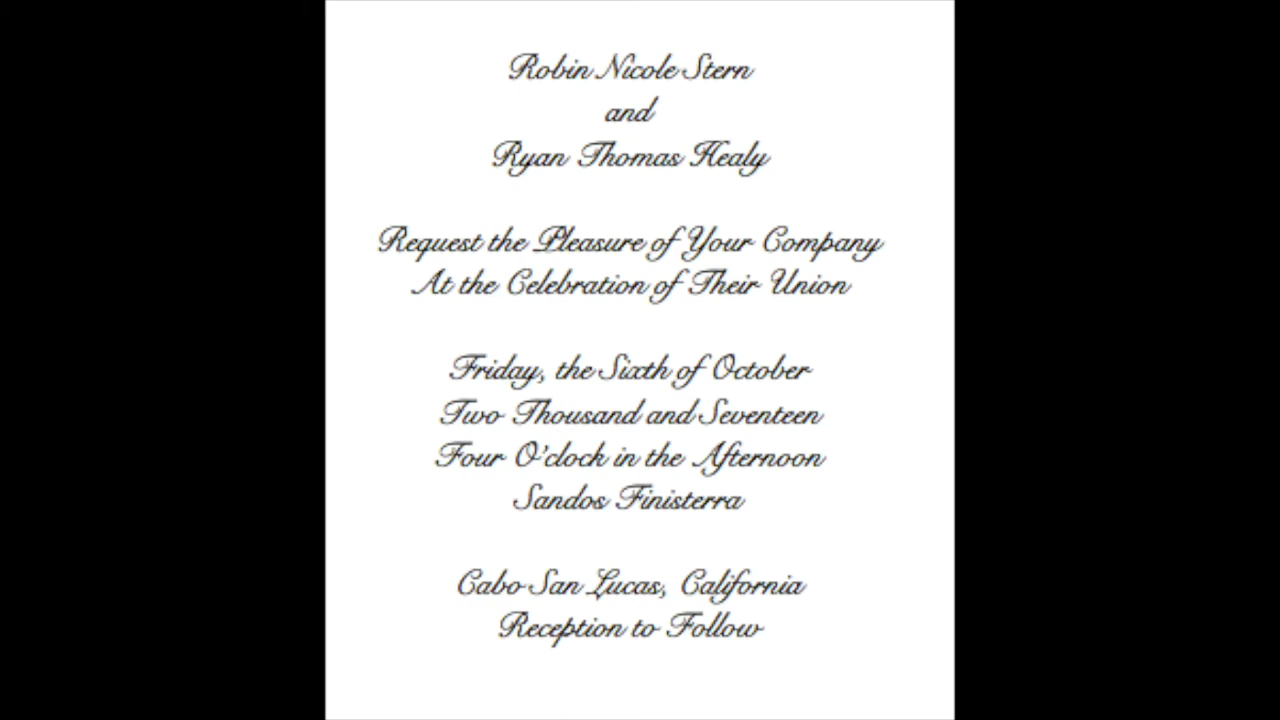 Robin Nicole Stern
and
Ryan Thomas Healy
Request the Pleasure of Your Company
At the Celebration of Their Union
Friday, the Sixth of October
Two Thousand and Seventeen
Four O'clock in the Afternoon
Sandos Finisterra
Cabo San Lucas, California
Reception to Follow